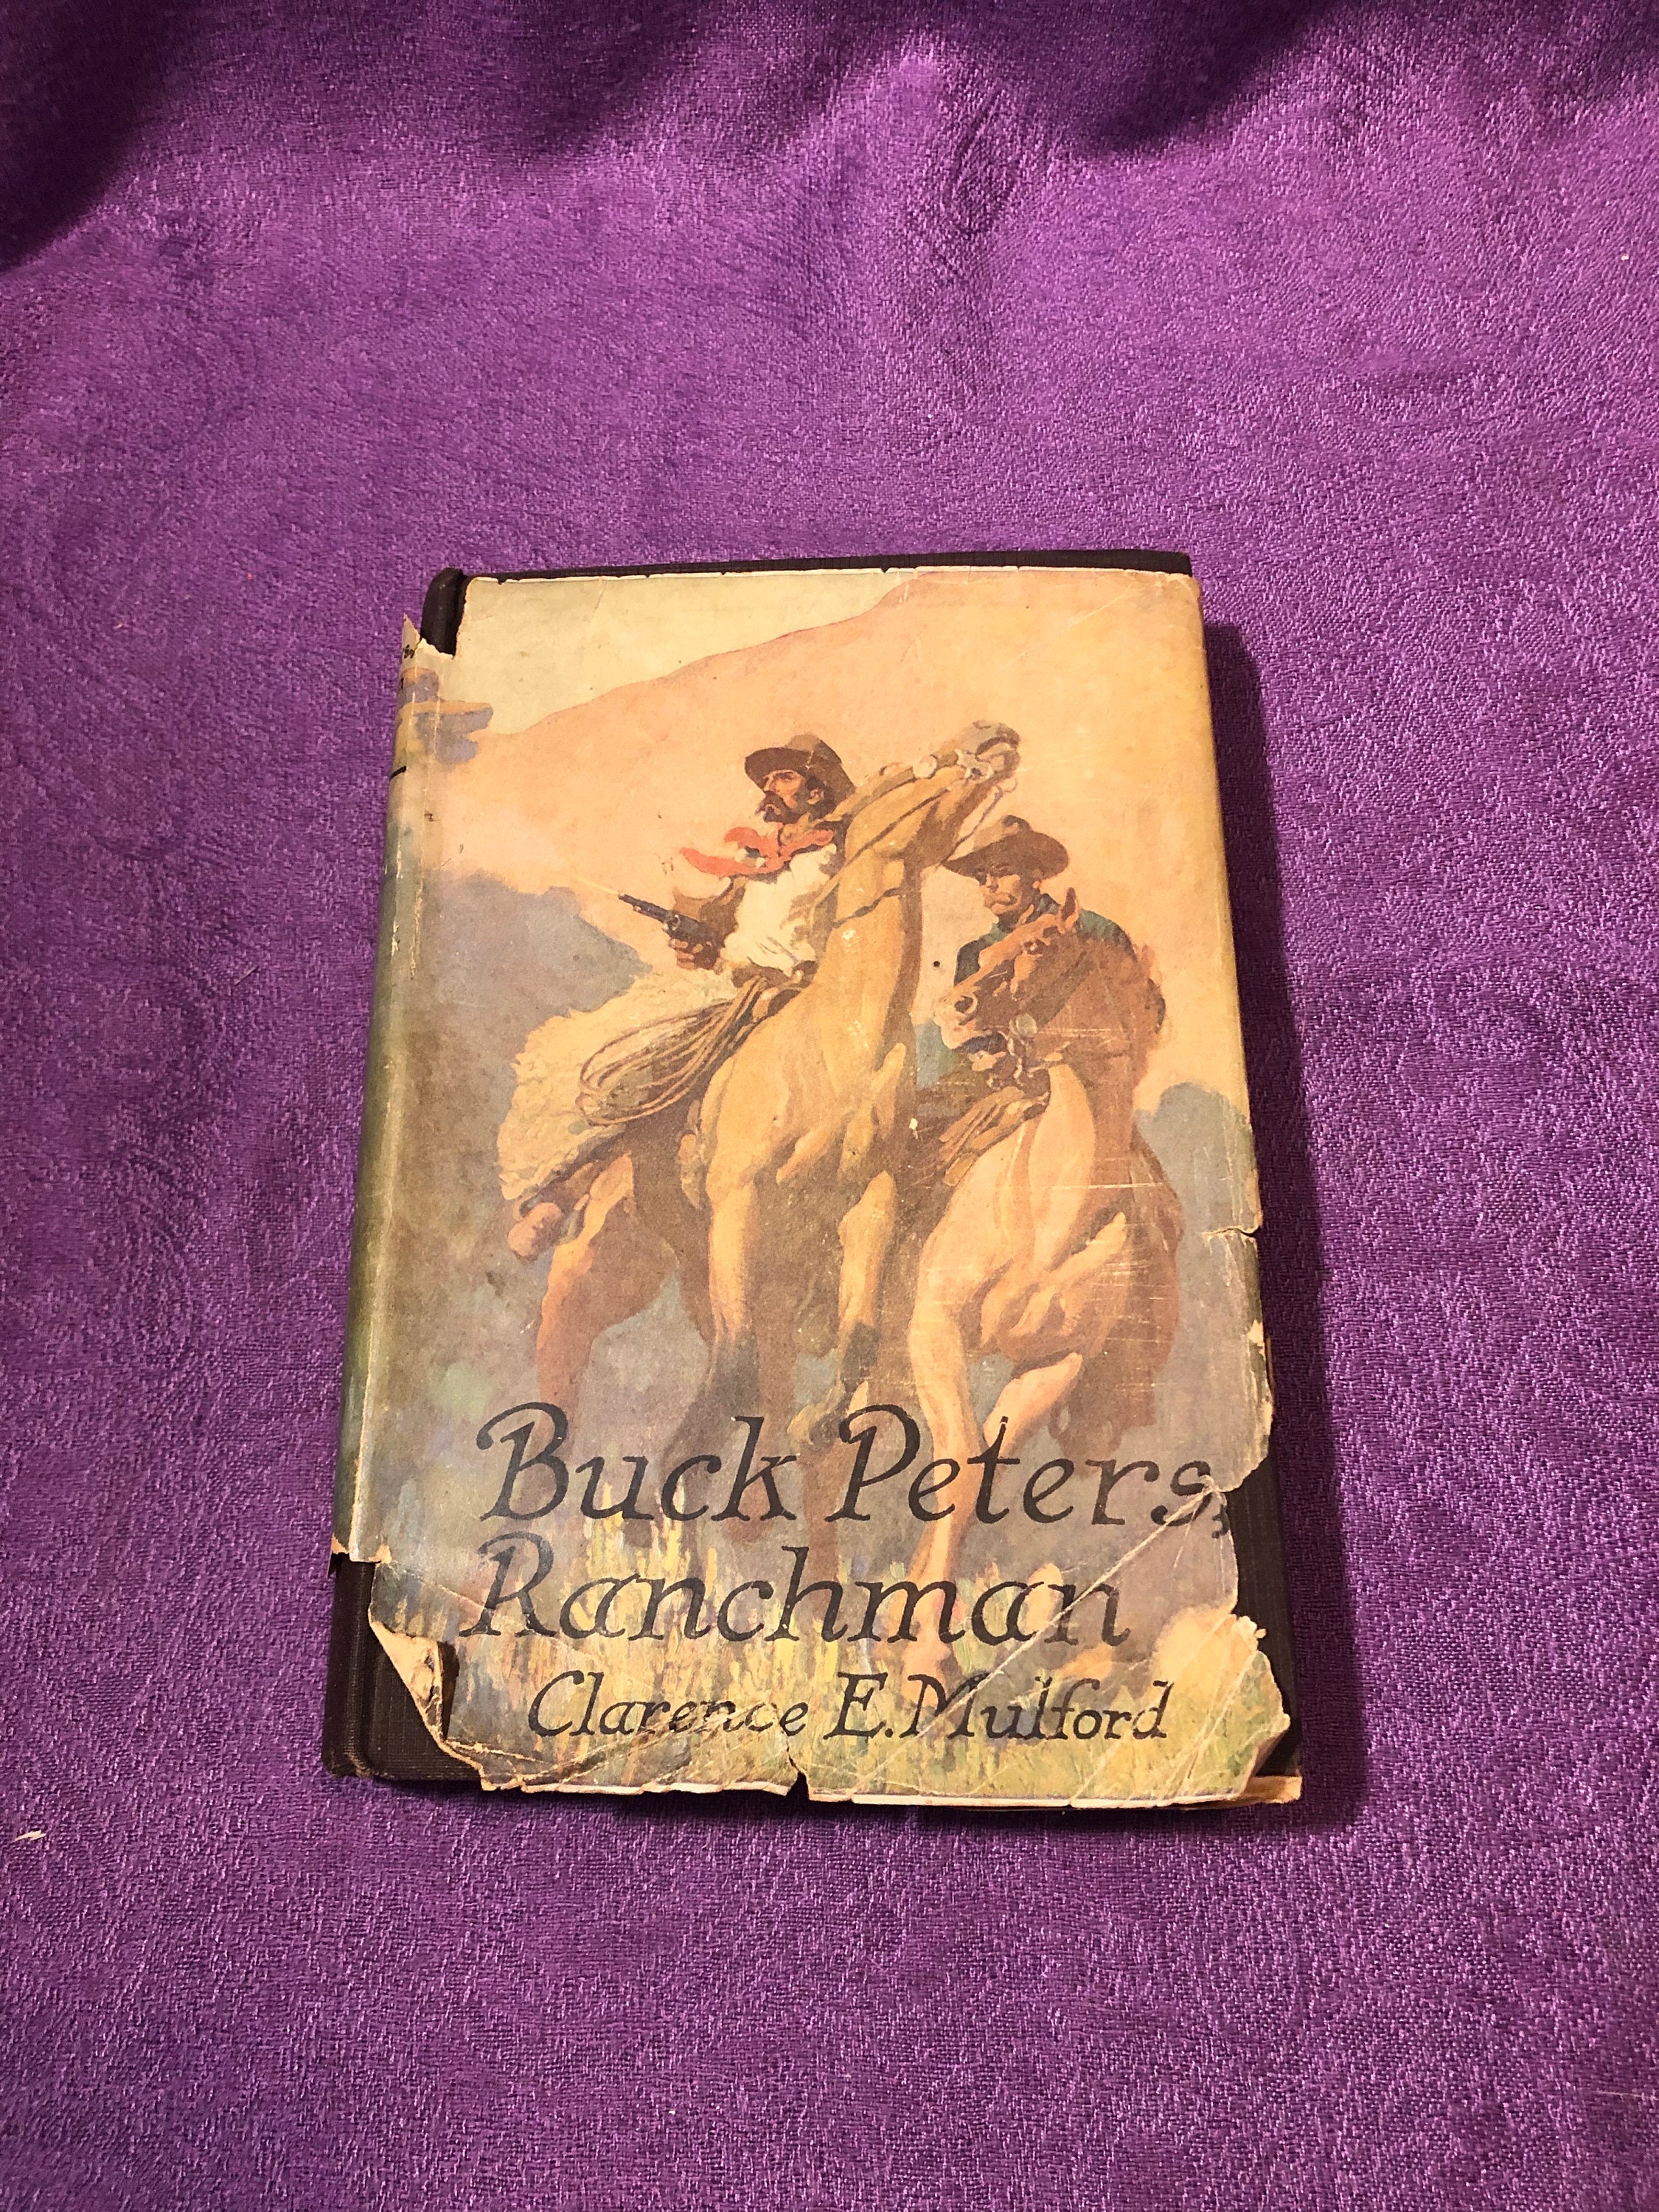 Buck Peters,
Ranchman
Clarence E. Mulford